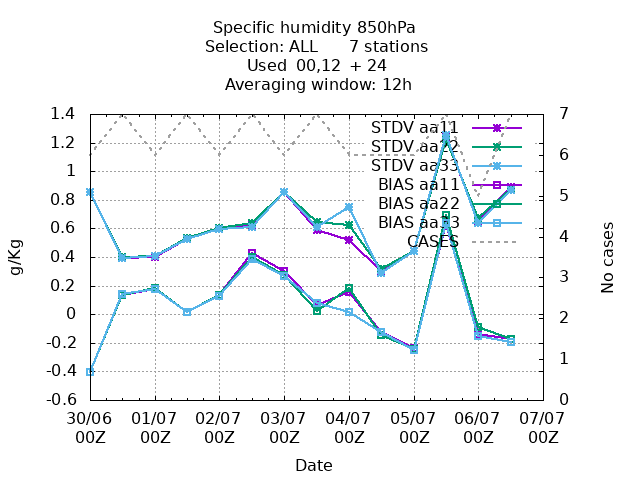 Specific humidity 850hPa
Selection: ALL 7 stations
Used 00,12 + 24
Averaging window: 12h
g/Kg
1.4
1.2
1
0.8
0.6
0.4
0.2
0
-0.2
-0.4
-0.6
STDV aa11
STDV aa22
STDV aa33
BIAS aa11
BIAS aa22
BIAS aa33
CASES
7
6
5
4
3
2
1
0
No cases
30/06 01/07 02/07 03/07 04/07 05/07 06/07 07/07
00Z 00Z 00Z 00Z 00Z 00Z 00Z 00Z
Date